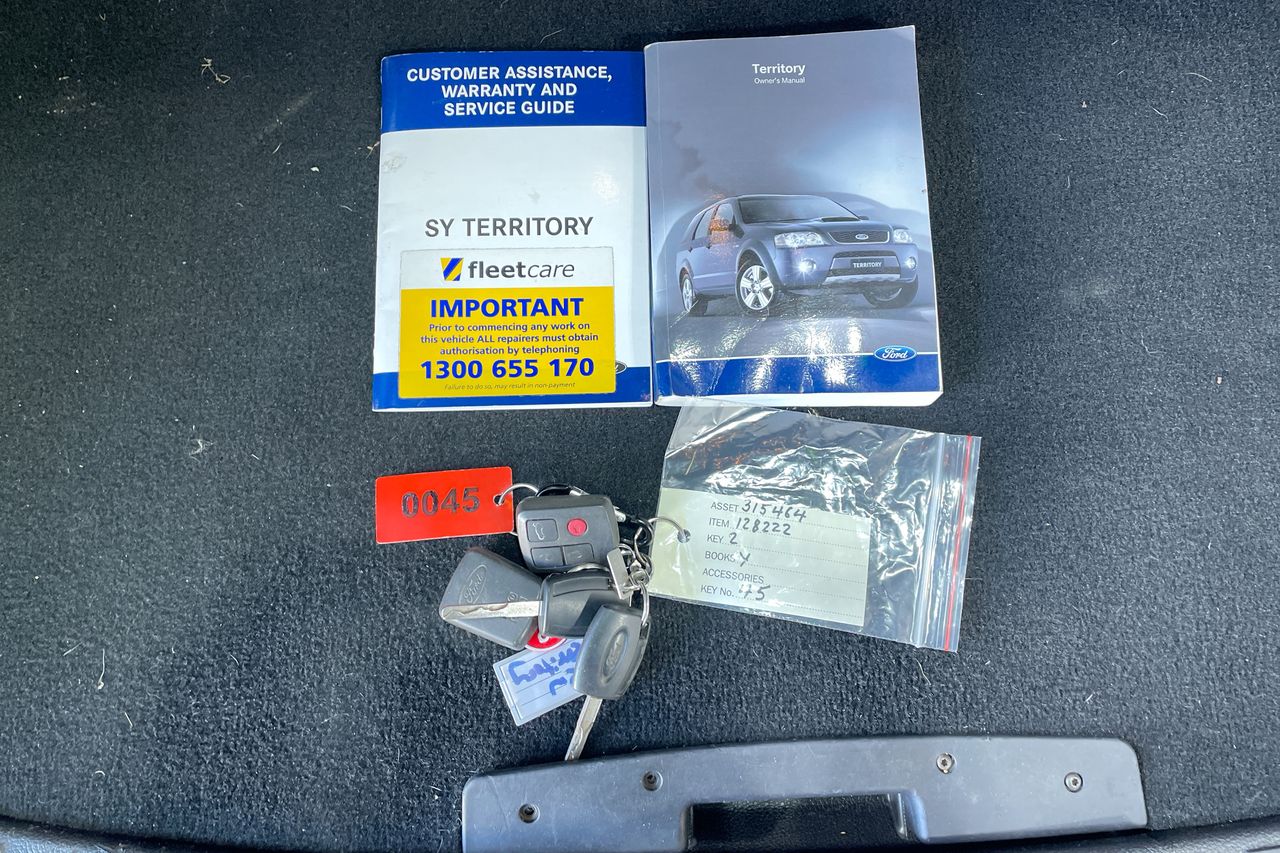 CUSTOMER ASSISTANCE,
WARRANTY AND
SERVICE GUIDE
SY TERRITORY
fleetcare
IMPORTANT
Prior to commencing any work on
this vehicle ALL repairers must obtain
authorisation by telephoning
1300 655 170
Failure to do so, may result in non-payment
Territory
Owner's Manual
TERRITORY
Ford
0045
ASSET 315464
ITEM 128222
KEY 2
BOOKS Y
ACCESSORIES
KEY No. 45
Ford